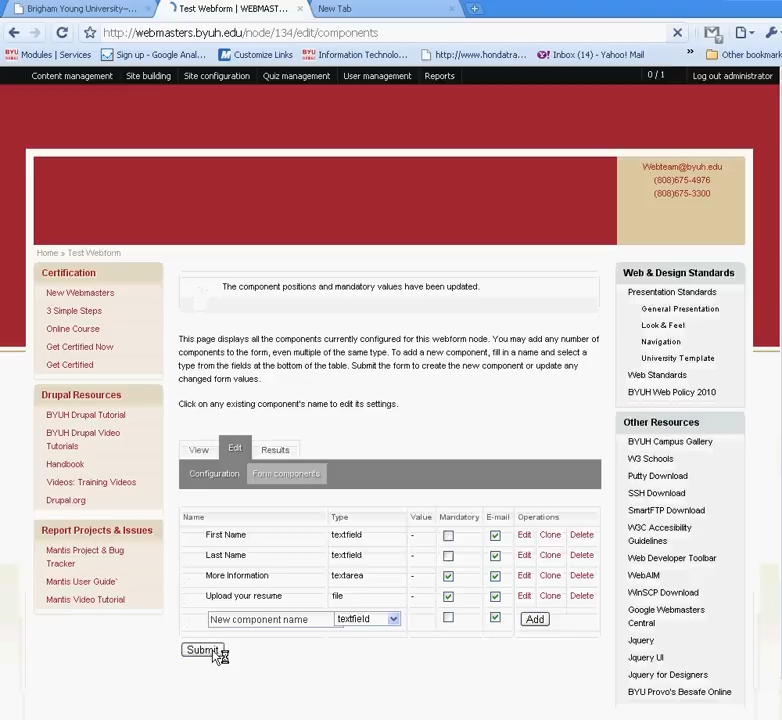 Brigham Young University-...
Test Webform | WEBMAST...
New Tab
http://webmasters.byuh.edu/node/134/edit/components
Modules | Services
Sign up - Google Anal...
Customize Links
BYU Information Technolo...
http://www.hondatra...
Inbox (14) - Yahoo! Mail
»
Other bookmark
Content management
Site building
Site configuration
Quiz management
User management
Reports
0 / 1
Log out administrator
Webteam@byuh.edu
(808)675-4976
(808)675-3300
Home » Test Webform
Certification
New Webmasters
3 Simple Steps
Online Course
Get Certified Now
Get Certified
Drupal Resources
BYUH Drupal Tutorial
BYUH Drupal Video
Tutorials
Handbook
Videos: Training Videos
Drupal.org
Report Projects & Issues
Mantis Project & Bug
Tracker
Mantis User Guide`
Mantis Video Tutorial
The component positions and mandatory values have been updated.
This page displays all the components currently configured for this webform node. You may add any number of
components to the form, even multiple of the same type. To add a new component, fill in a name and select a
type from the fields at the bottom of the table. Submit the form to create the new component or update any
changed form values.
Click on any existing component's name to edit its settings.
View
Edit
Results
Configuration
Form components
Name Type Value Mandatory E-mail Operations
First Name textfield - Edit Clone Delete
Last Name textfield - Edit Clone Delete
More Information textarea - Edit Clone Delete
Upload your resume file - Edit Clone Delete
New component name textfield Add
Submit
Web & Design Standards
Presentation Standards
General Presentation
Look & Feel
Navigation
University Template
Web Standards
BYUH Web Policy 2010
Other Resources
BYUH Campus Gallery
W3 Schools
Putty Download
SSH Download
SmartFTP Download
W3C Accesibility
Guidelines
Web Developer Toolbar
WebAIM
WinSCP Download
Google Webmasters
Central
Jquery
Jquery UI
Jquery for Designers
BYU Provo's Besafe Online